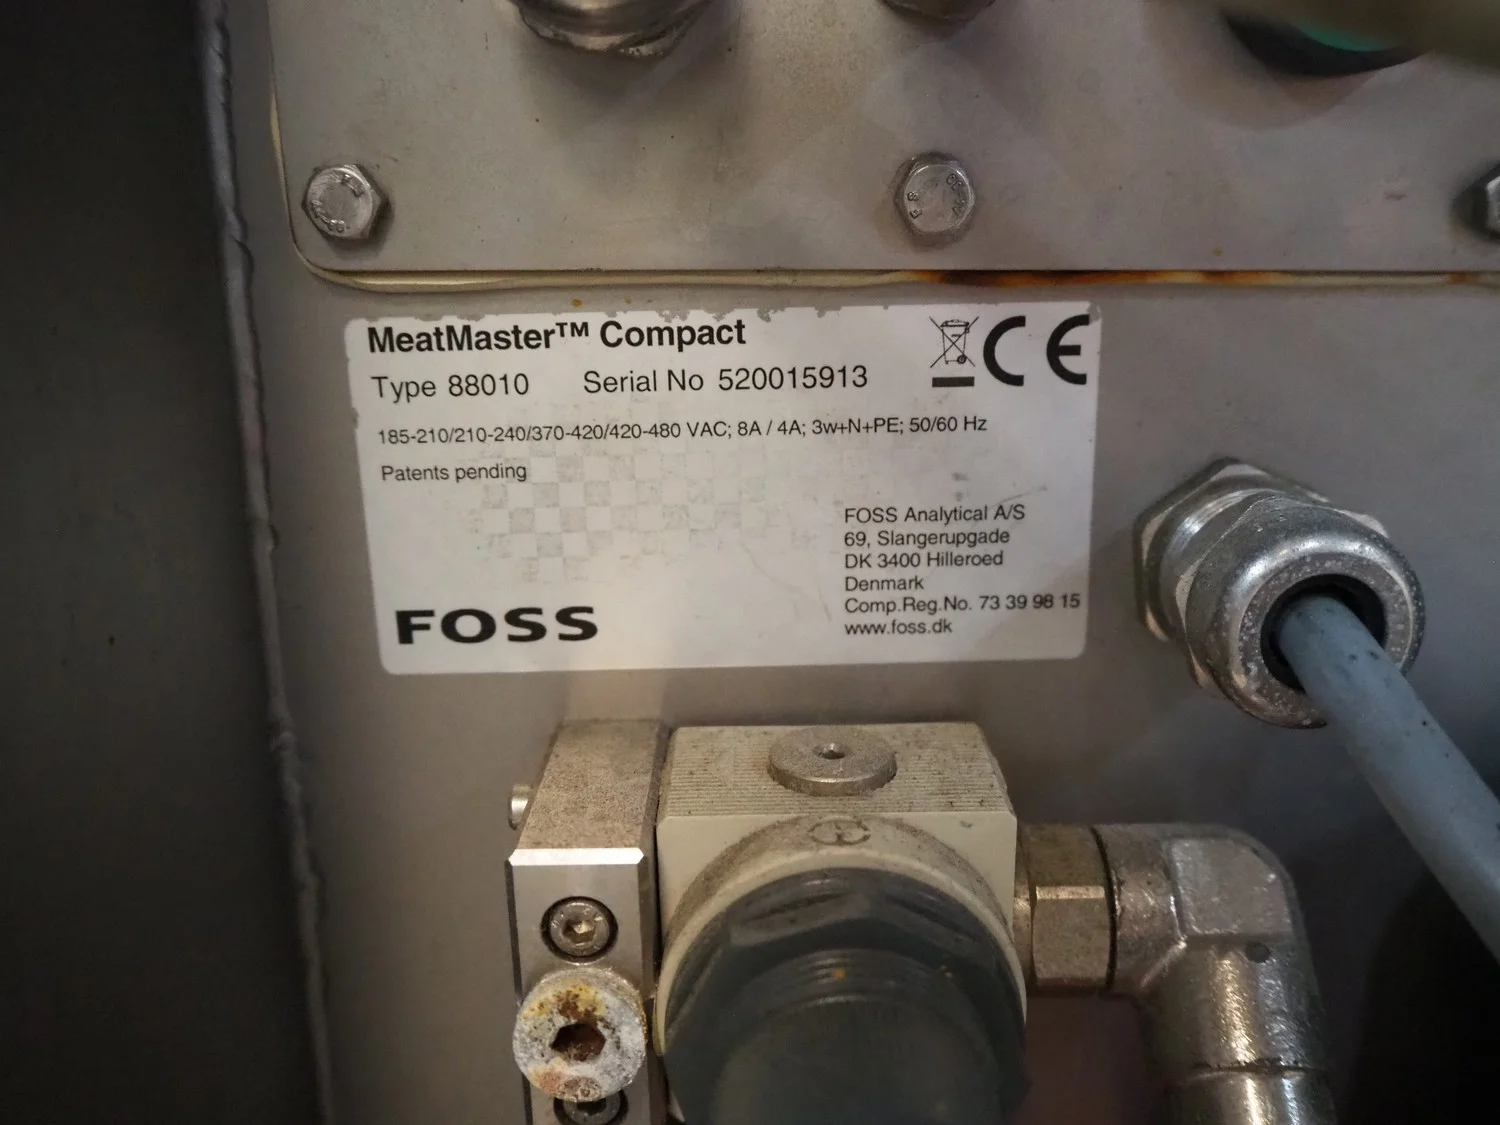 MeatMaster™ Compact
CE
Type 88010 Serial No 520015913
185-210/210-240/370-420/420-480 VAC; 8A / 4A; 3w+N+PE; 50/60 Hz
Patents pending
FOSS Analytical A/S
69, Slangerupgade
DK 3400 Hilleroed
Denmark
Comp.Reg.No. 73 39 98 15
www.foss.dk
FOSS